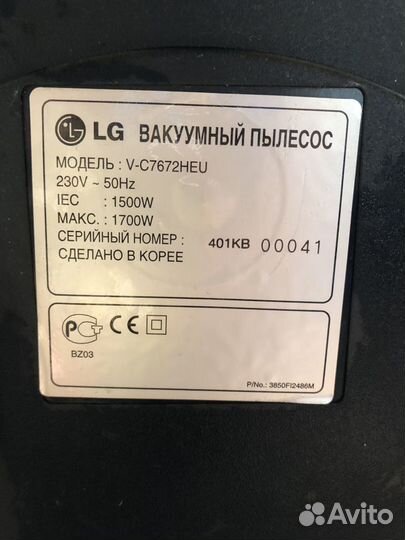 LG ВАКУУМНЫЙ ПЫЛЕСОС
МОДЕЛЬ : V-C7672HEU
230V ~ 50Hz
IEC : 1500W
МАКС. : 1700W
СЕРИЙНЫЙ НОМЕР : 401KB 00041
СДЕЛАНО В КОРЕЕ
CE
BZ03
P/No.: 3850FI2486M
Avito